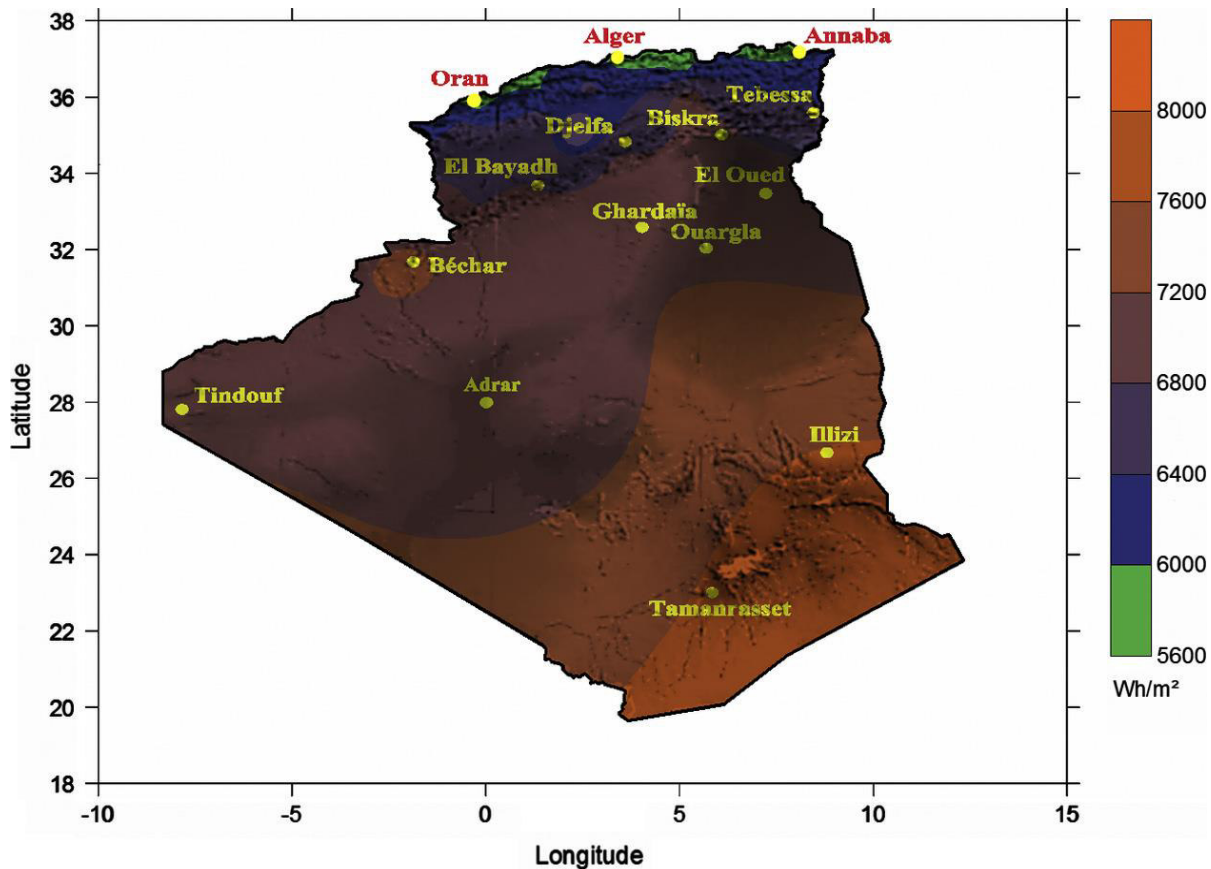 38
36
34
32
30
28
26
24
22
20
18
Latitude
-10
-5
0
5
10
15
Longitude
Alger
Annaba
Oran
Tebessa
Biskra
Djelfa
El Bayadh
El Oued
Ghardaïa
Ouargla
Béchar
Adrar
Tindouf
Illizi
Tamanrasset
8000
7600
7200
6800
6400
6000
5600
Wh/m²